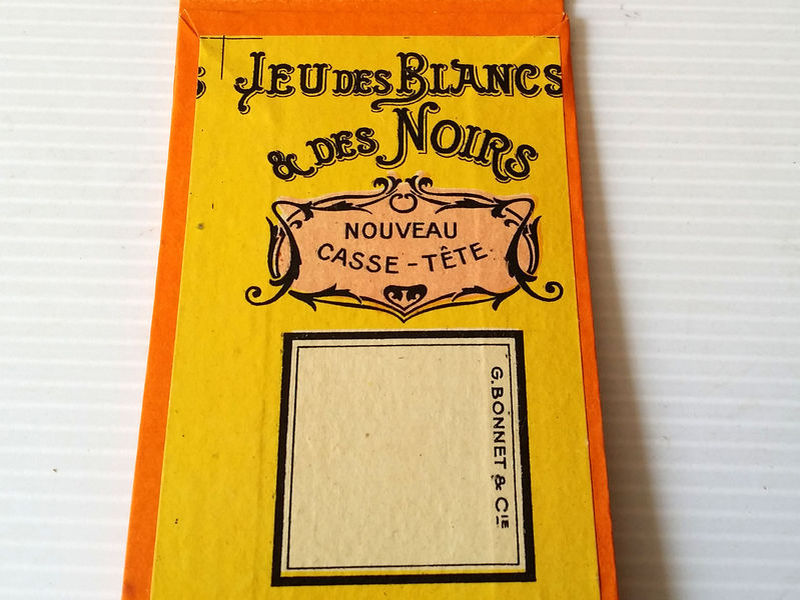 JEU DES BLANCS
& DES NOIRS
NOUVEAU
CASSE-TÊTE
G. BONNET & CIE